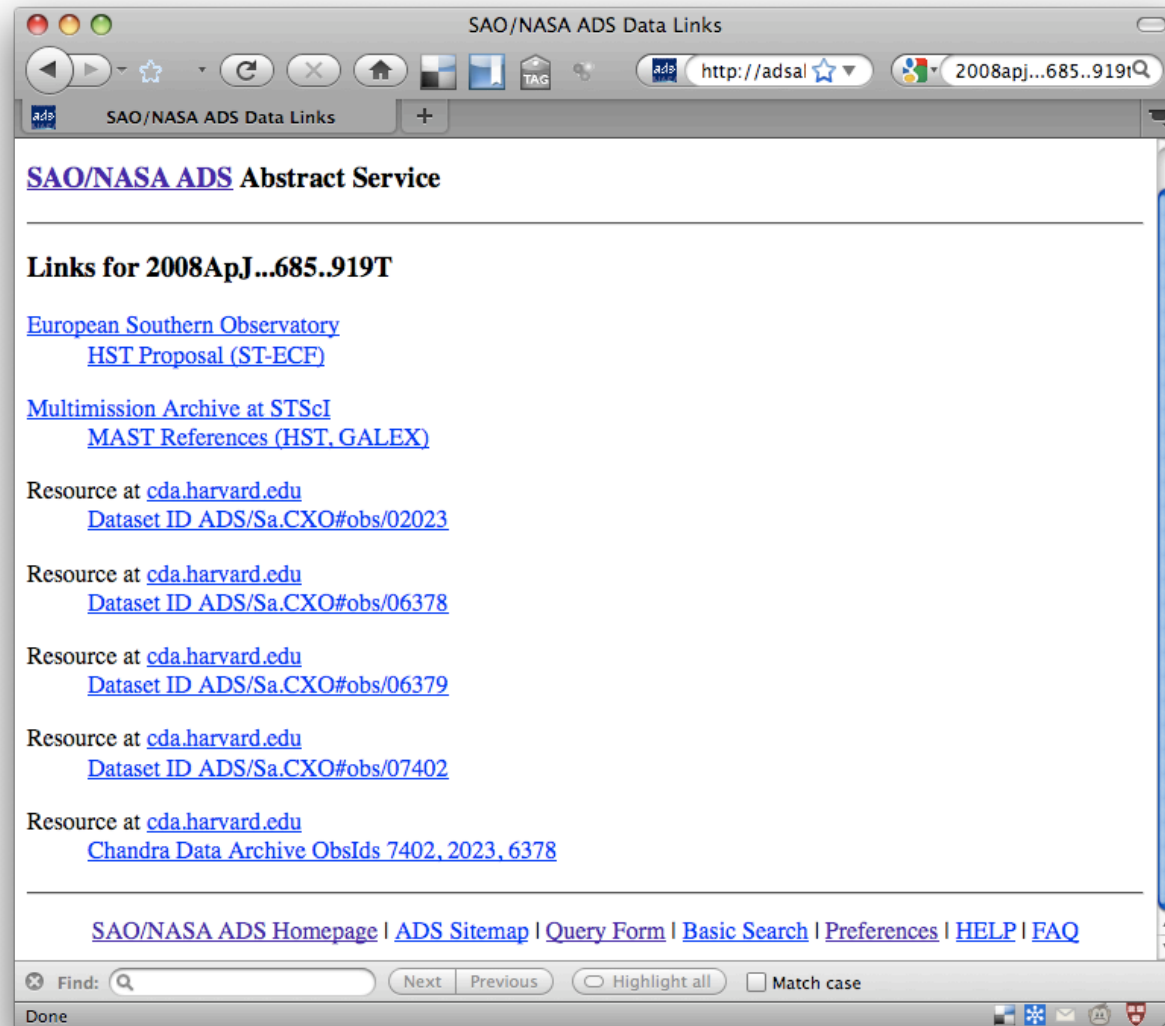 SAO/NASA ADS Data Links
TAG
ads
http://adsal
2008apj...685..919t
ads
SAO/NASA ADS Data Links
+
SAO/NASA ADS Abstract Service
Links for 2008ApJ...685..919T
European Southern Observatory
HST Proposal (ST-ECF)
Multimission Archive at STScI
MAST References (HST, GALEX)
Resource at cda.harvard.edu
Dataset ID ADS/Sa.CXO#obs/02023
Resource at cda.harvard.edu
Dataset ID ADS/Sa.CXO#obs/06378
Resource at cda.harvard.edu
Dataset ID ADS/Sa.CXO#obs/06379
Resource at cda.harvard.edu
Dataset ID ADS/Sa.CXO#obs/07402
Resource at cda.harvard.edu
Chandra Data Archive ObsIds 7402, 2023, 6378
SAO/NASA ADS Homepage | ADS Sitemap | Query Form | Basic Search | Preferences | HELP | FAQ
Find: Next Previous Highlight all Match case
Done